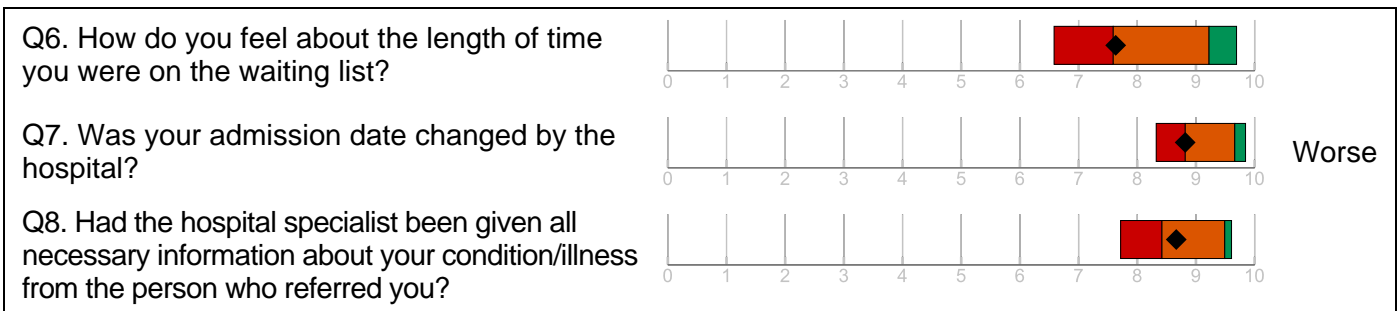 Q6. How do you feel about the length of time
you were on the waiting list?
0 1 2 3 4 5 6 7 8 9 10
Q7. Was your admission date changed by the
hospital?
0 1 2 3 4 5 6 7 8 9 10
Worse
Q8. Had the hospital specialist been given all
necessary information about your condition/illness
from the person who referred you?
0 1 2 3 4 5 6 7 8 9 10